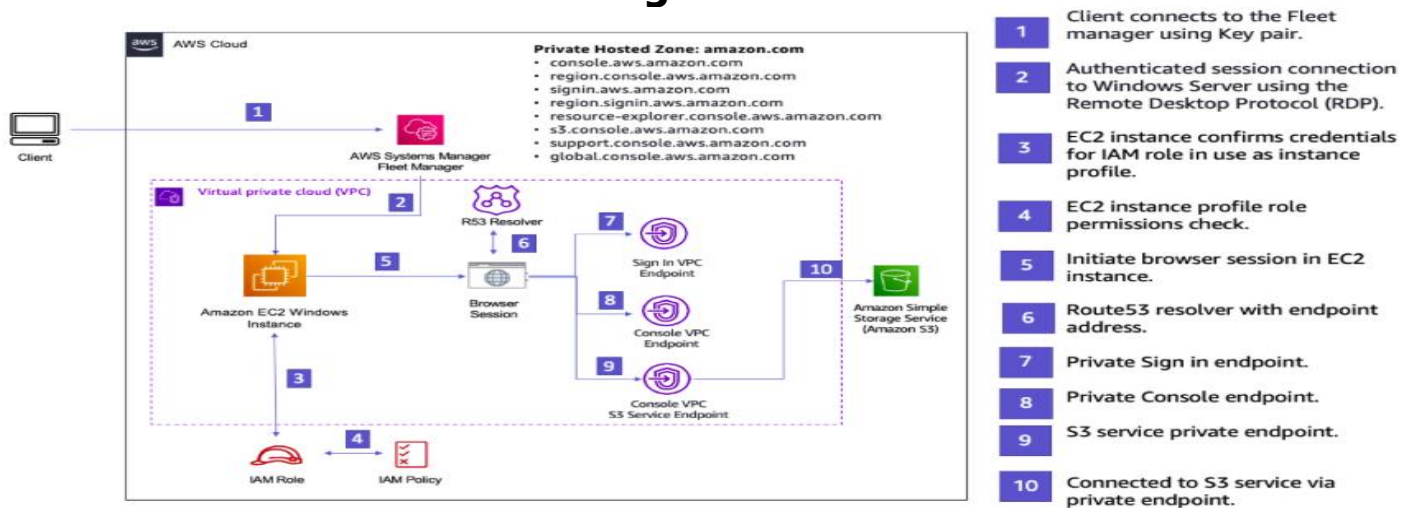 g
aws
AWS Cloud
Private Hosted Zone: amazon.com
• console.aws.amazon.com
• region.console.aws.amazon.com
• signin.aws.amazon.com
• region.signin.aws.amazon.com
• resource-explorer.console.aws.amazon.com
• s3.console.aws.amazon.com
• support.console.aws.amazon.com
• global.console.aws.amazon.com
1
Client
AWS Systems Manager
Fleet Manager
Virtual private cloud (VPC)
2
R53 Resolver
6
7
Sign In VPC
Endpoint
5
Amazon EC2 Windows
Instance
Browser
Session
8
Console VPC
Endpoint
10
Amazon Simple
Storage Service
(Amazon S3)
3
9
Console VPC
S3 Service Endpoint
4
IAM Role
IAM Policy
1
Client connects to the Fleet
manager using Key pair.
2
Authenticated session connection
to Windows Server using the
Remote Desktop Protocol (RDP).
3
EC2 instance confirms credentials
for IAM role in use as instance
profile.
4
EC2 instance profile role
permissions check.
5
Initiate browser session in EC2
instance.
6
Route53 resolver with endpoint
address.
7
Private Sign in endpoint.
8
Private Console endpoint.
9
S3 service private endpoint.
10
Connected to S3 service via
private endpoint.